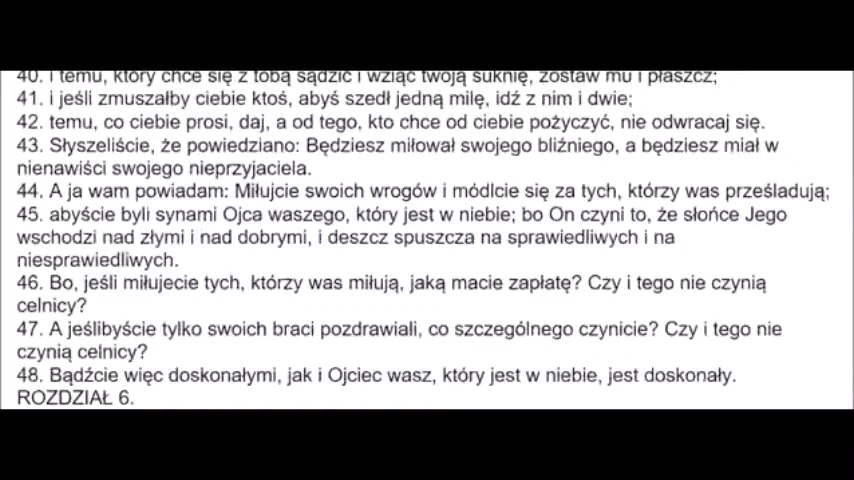 40. i temu, który chce się z tobą sądzić i wziąć twoją suknię, zostaw mu i płaszcz;
41. i jeśli zmuszałby ciebie ktoś, abyś szedł jedną milę, idź z nim i dwie;
42. temu, co ciebie prosi, daj, a od tego, kto chce od ciebie pożyczyć, nie odwracaj się.
43. Słyszeliście, że powiedziano: Będziesz miłował swojego bliźniego, a będziesz miał w
nienawiści swojego nieprzyjaciela.
44. A ja wam powiadam: Miłujcie swoich wrogów i módlcie się za tych, którzy was prześladują;
45. abyście byli synami Ojca waszego, który jest w niebie; bo On czyni to, że słońce Jego
wschodzi nad złymi i nad dobrymi, i deszcz spuszcza na sprawiedliwych i na
niesprawiedliwych.
46. Bo, jeśli miłujecie tych, którzy was miłują, jaką macie zapłatę? Czy i tego nie czynią
celnicy?
47. A jeślibyście tylko swoich braci pozdrawiali, co szczególnego czynicie? Czy i tego nie
czynią celnicy?
48. Bądźcie więc doskonałymi, jak i Ojciec wasz, który jest w niebie, jest doskonały.
ROZDZIAŁ 6.